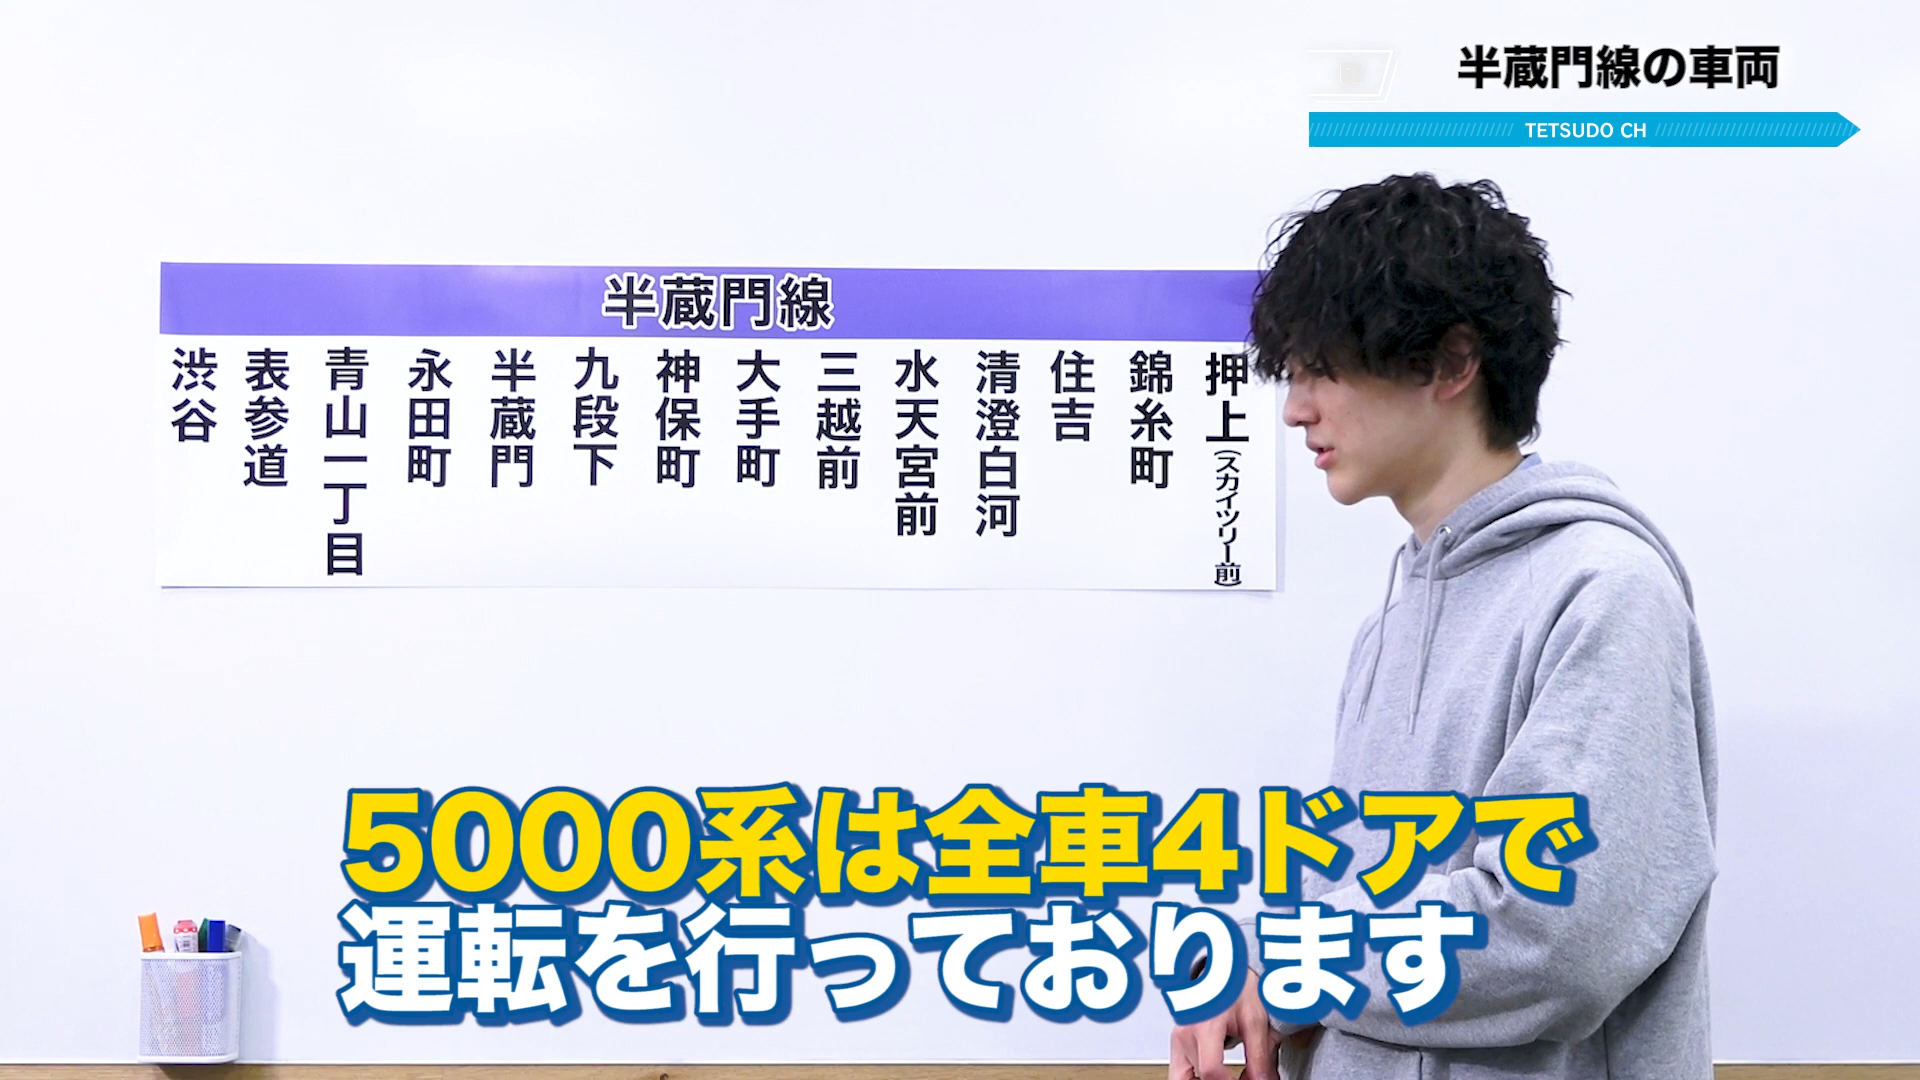 半蔵門線の車両
TETSUDO CH
半蔵門線
渋谷
表参道
青山一丁目
永田町
半蔵門
九段下
神保町
大手町
三越前
水天宮前
清澄白河
住吉
錦糸町
押上(スカイツリー前)
5000系は全車4ドアで
運転を行っております